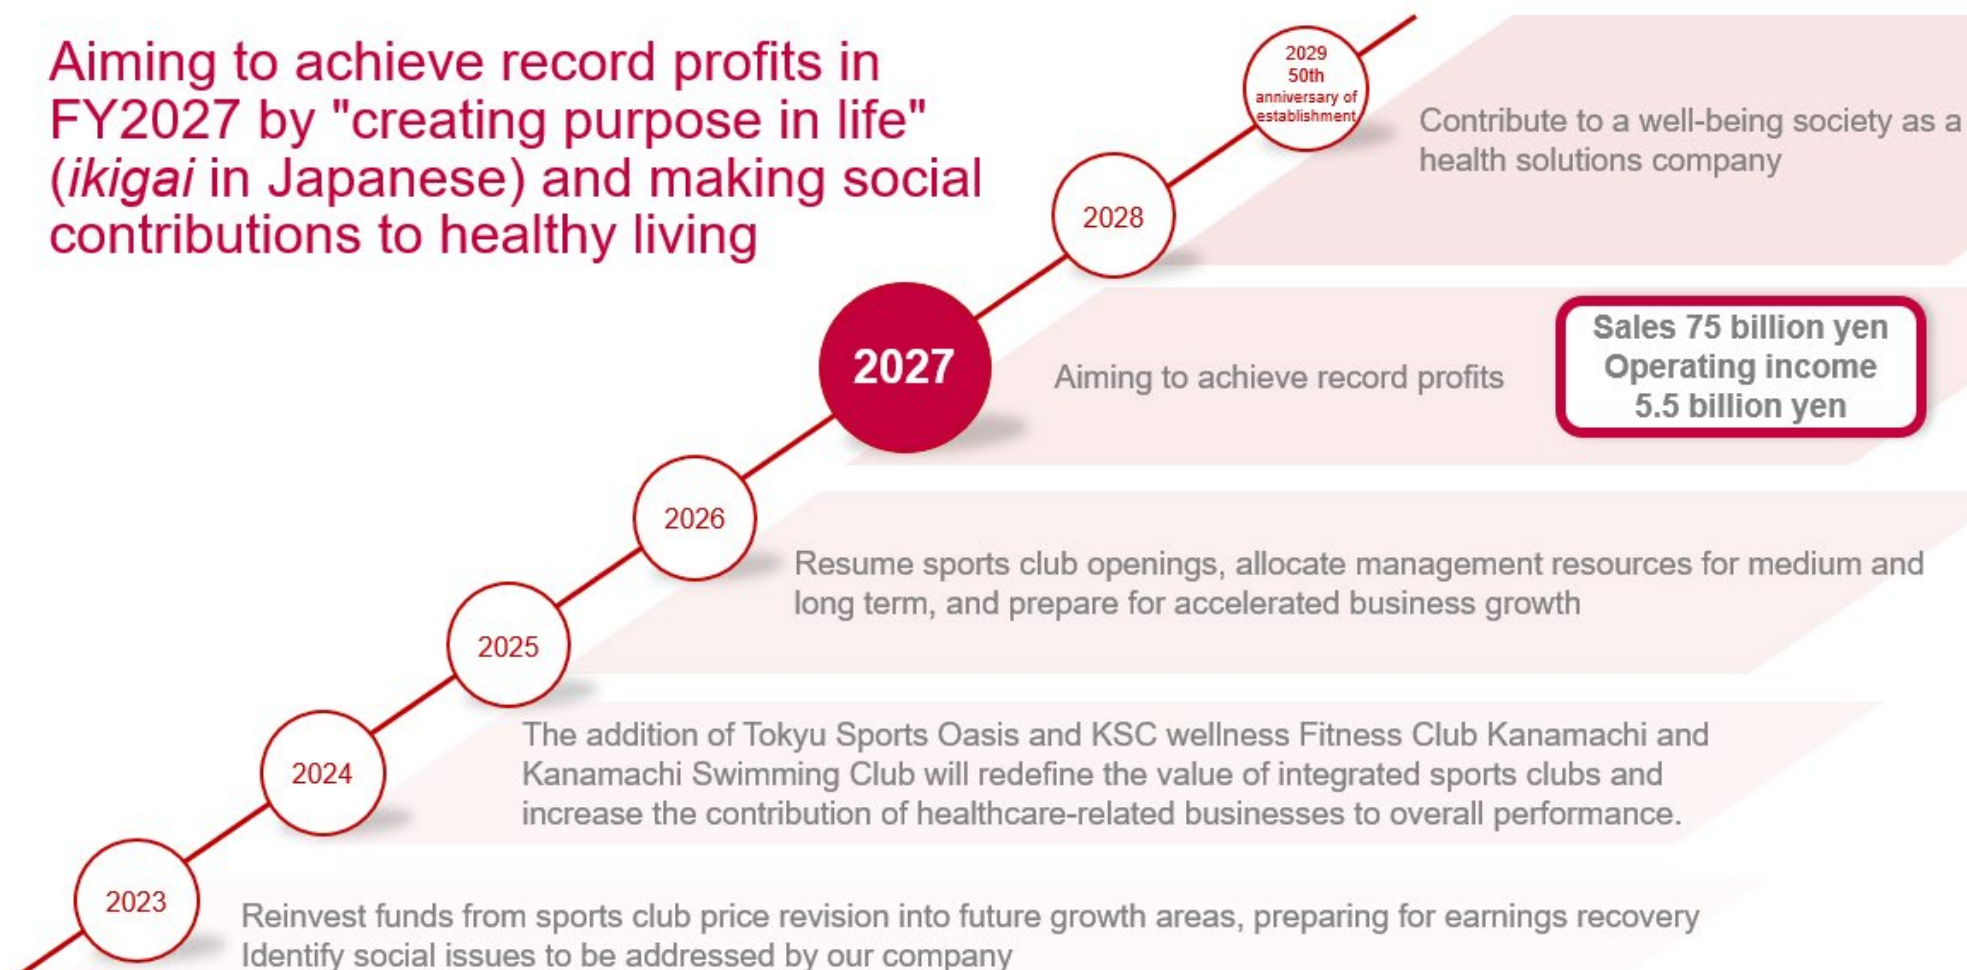 Aiming to achieve record profits in
FY2027 by "creating purpose in life"
(ikigai in Japanese) and making social
contributions to healthy living
2029
50th
anniversary of
establishment
Contribute to a well-being society as a
health solutions company
2028
2027
Aiming to achieve record profits
Sales 75 billion yen
Operating income
5.5 billion yen
2026
Resume sports club openings, allocate management resources for medium and
long term, and prepare for accelerated business growth
2025
The addition of Tokyu Sports Oasis and KSC wellness Fitness Club Kanamachi and
Kanamachi Swimming Club will redefine the value of integrated sports clubs and
increase the contribution of healthcare-related businesses to overall performance.
2024
2023
Reinvest funds from sports club price revision into future growth areas, preparing for earnings recovery
Identify social issues to be addressed by our company